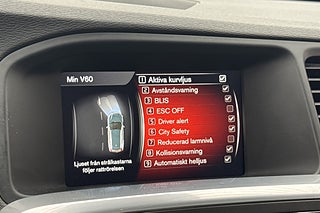 Min V60
1 Aktiva kurvljus
2 Avståndsvarning
3 BLIS
4 ESC OFF
5 Driver alert
6 City Safety
7 Reducerad larmnivå
8 Kollisionsvarning
9 Automatiskt helljus
Ljuset från strålkastarna
följer rattrörelsen